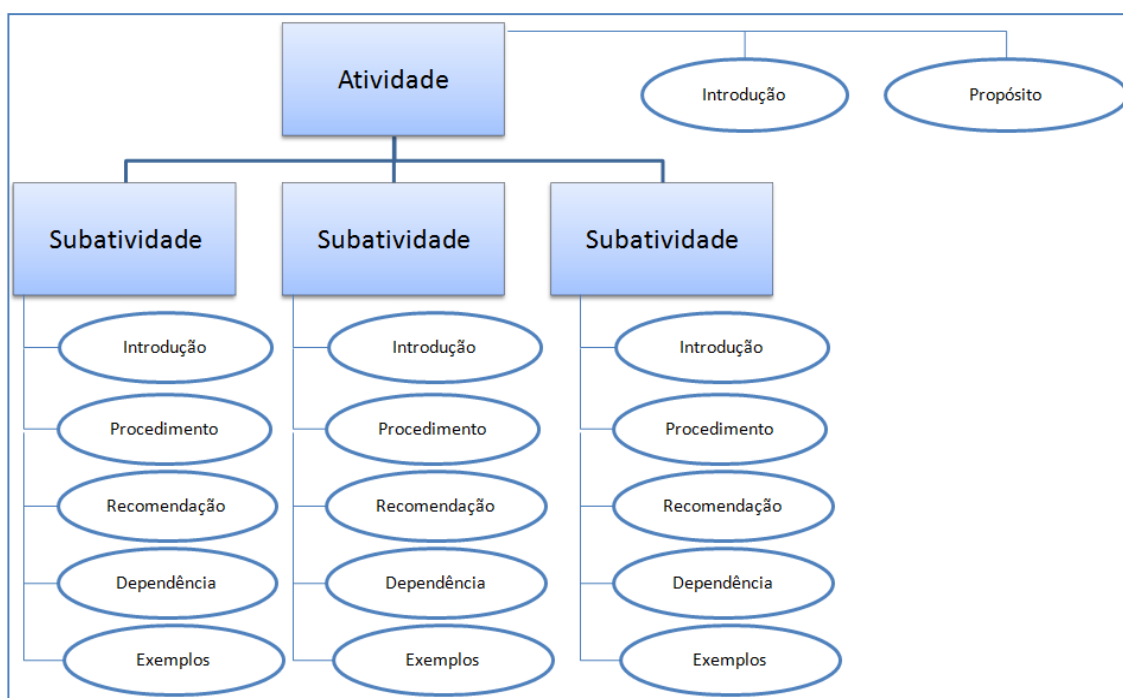 Atividade
Introdução
Propósito
Subatividade
Subatividade
Subatividade
Introdução
Introdução
Introdução
Procedimento
Procedimento
Procedimento
Recomendação
Recomendação
Recomendação
Dependência
Dependência
Dependência
Exemplos
Exemplos
Exemplos